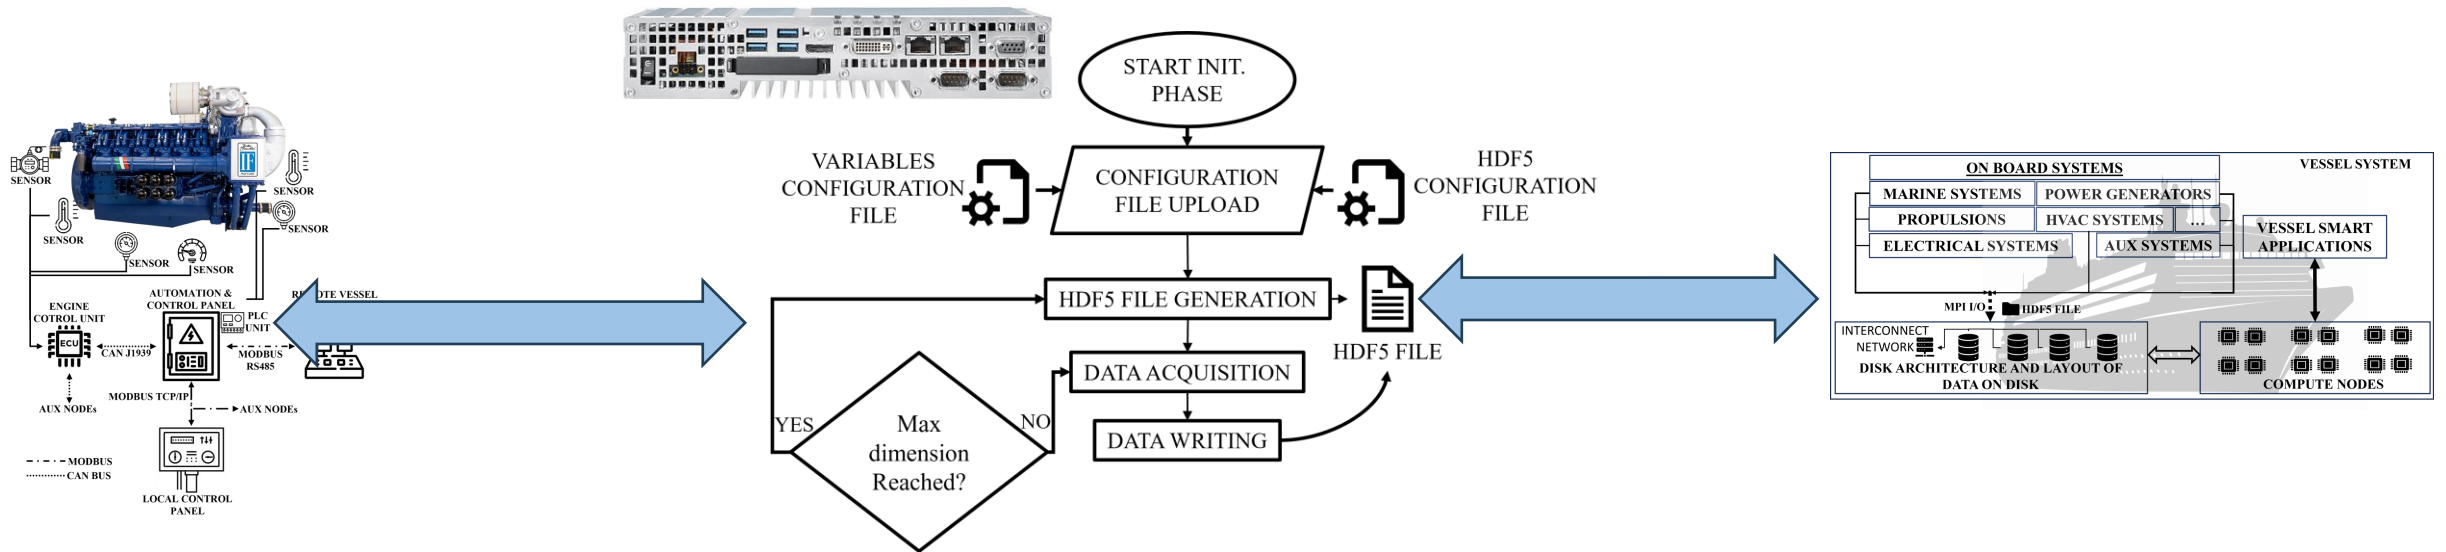 SENSOR
SENSOR
SENSOR
SENSOR
SENSOR
SENSOR
ENGINE
COTROL UNIT
ECU
CAN J1939
AUX NODEs
AUTOMATION &
CONTROL PANEL
PLC
UNIT
MODBUS
RS485
VESSEL
MODBUS TCP/IP
AUX NODEs
LOCAL CONTROL
PANEL
MODBUS
CAN BUS
START INIT.
PHASE
VARIABLES
CONFIGURATION
FILE
CONFIGURATION
FILE UPLOAD
HDF5
CONFIGURATION
FILE
HDF5 FILE GENERATION
HDF5 FILE
DATA ACQUISITION
DATA WRITING
YES
NO
Max
dimension
Reached?
VESSEL SYSTEM
ON BOARD SYSTEMS
MARINE SYSTEMS
POWER GENERATORS
PROPULSIONS
HVAC SYSTEMS
...
ELECTRICAL SYSTEMS
AUX SYSTEMS
VESSEL SMART
APPLICATIONS
MPI I/O
HDF5 FILE
INTERCONNECT
NETWORK
DISK ARCHITECTURE AND LAYOUT OF
DATA ON DISK
COMPUTE NODES